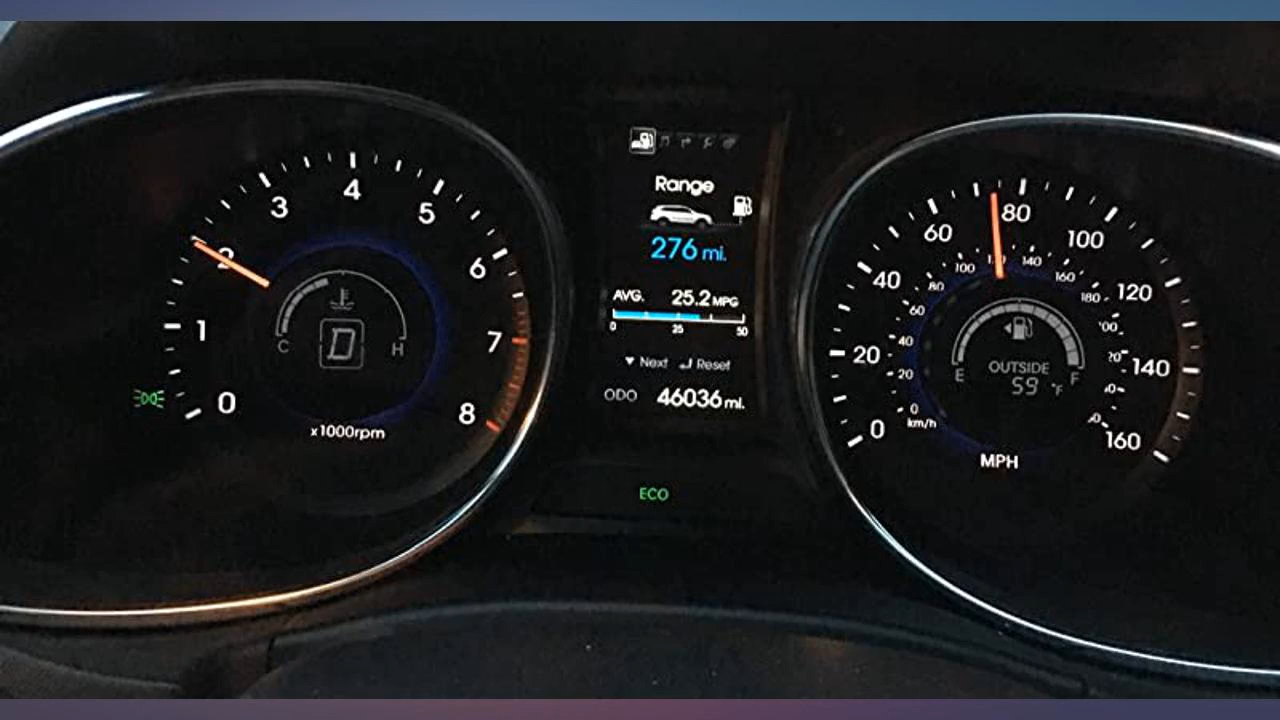 0
1
2
3
4
5
6
7
8
C
H
D
x1000rpm
Range
276 mi.
AVG. 25.2 MPG
0 25 50
▼ Next ↲ Reset
ODO 46036 mi.
ECO
0
20
40
60
80
100
120
140
160
0
20
40
60
80
100
140
160
180
km/h
E
F
OUTSIDE
59 °F
MPH